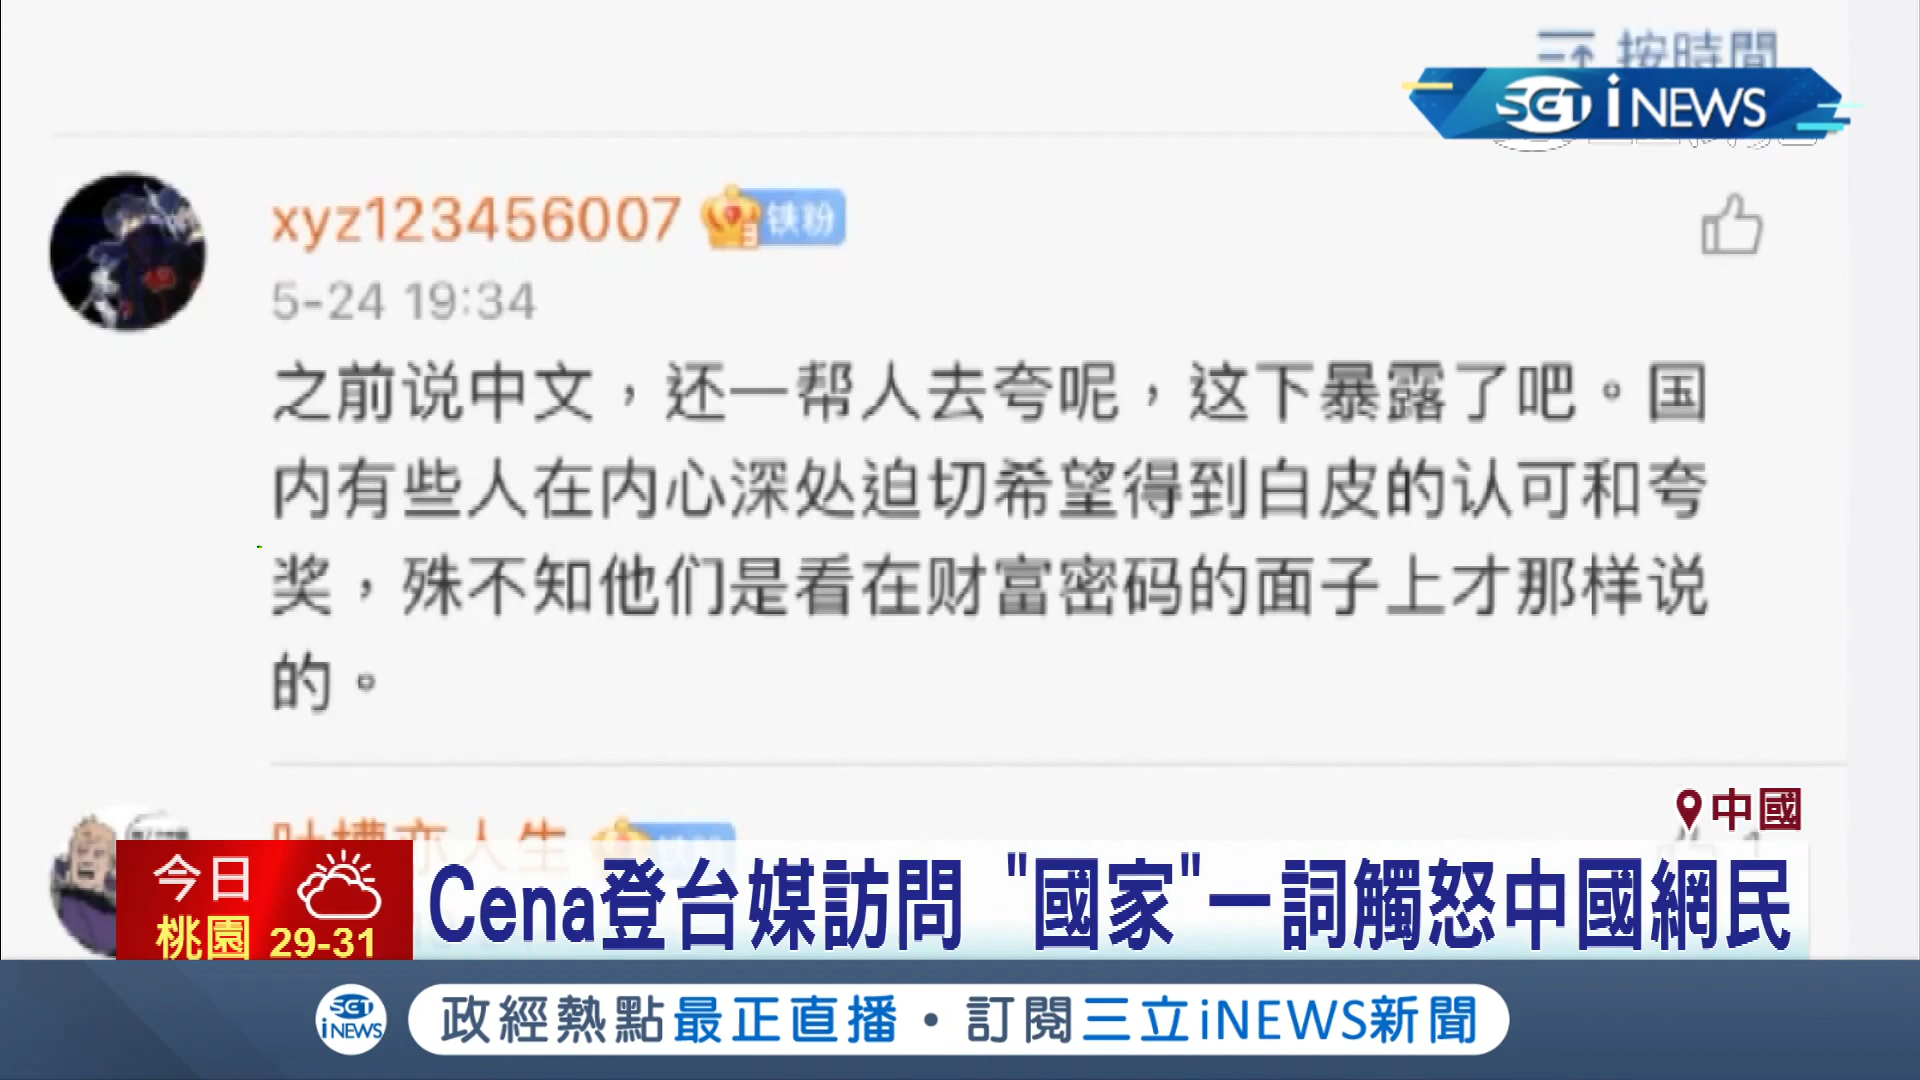 按時間
SET iNEWS
xyz123456007 3 铁粉
5-24 19:34
之前说中文，还一帮人去夸呢，这下暴露了吧。国
内有些人在内心深处迫切希望得到白皮的认可和夸
奖，殊不知他们是看在财富密码的面子上才那样说
的。
中國
今日
桃園 29-31
Cena登台媒訪問 "國家"一詞觸怒中國網民
SET iNEWS
政經熱點最正直播・訂閱三立iNEWS新聞